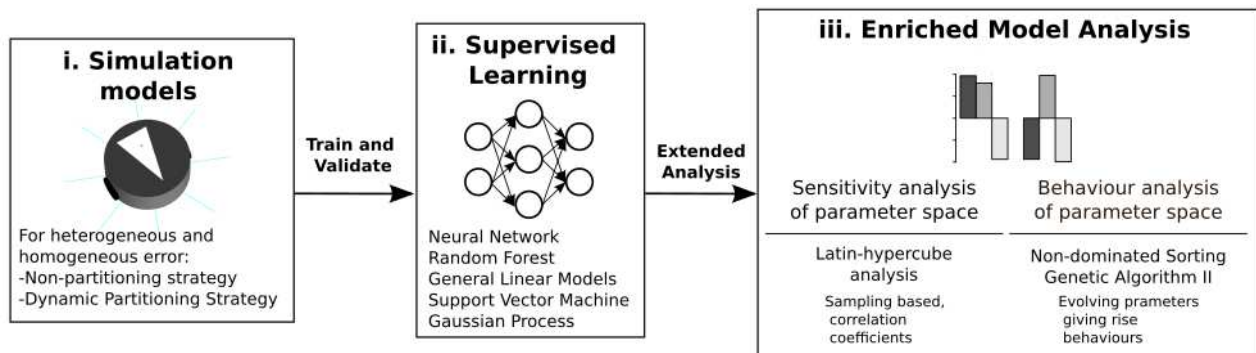 i. Simulation
models
For heterogeneous and
homogeneous error:
-Non-partitioning strategy
-Dynamic Partitioning Strategy
Train and
Validate
ii. Supervised
Learning
Neural Network
Random Forest
General Linear Models
Support Vector Machine
Gaussian Process
Extended
Analysis
iii. Enriched Model Analysis
Sensitivity analysis
of parameter space
Latin-hypercube
analysis
Sampling based,
correlation
coefficients
Behaviour analysis
of parameter space
Non-dominated Sorting
Genetic Algorithm II
Evolving prameters
giving rise
behaviours